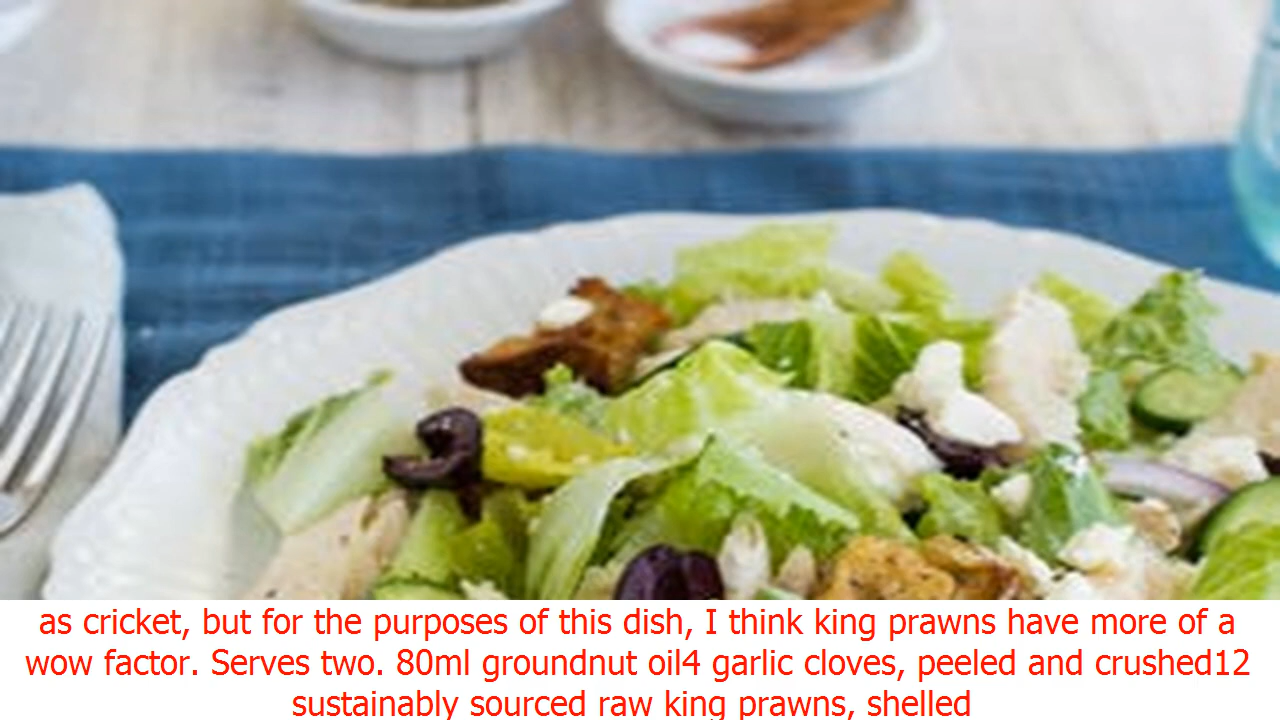 as cricket, but for the purposes of this dish, I think king prawns have more of a
wow factor. Serves two. 80ml groundnut oil4 garlic cloves, peeled and crushed12
sustainably sourced raw king prawns, shelled